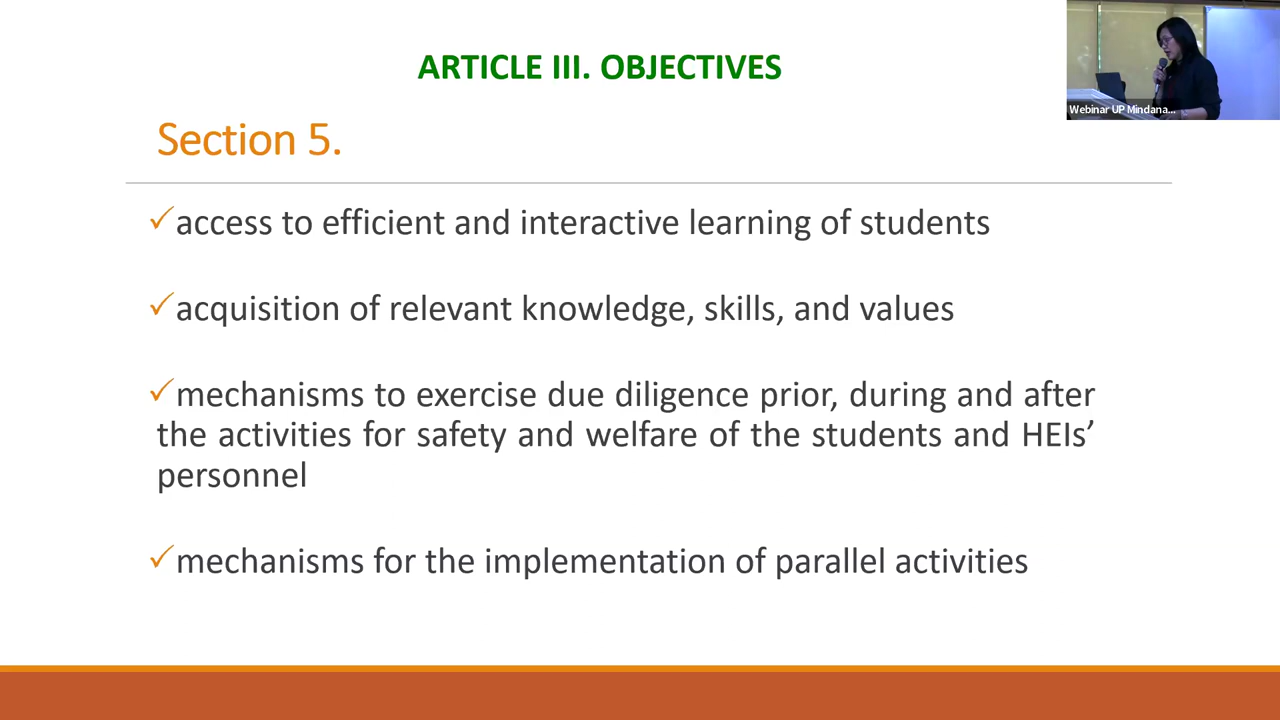 ARTICLE III. OBJECTIVES
Webinar UP Mindana...
Section 5.
✓access to efficient and interactive learning of students
✓acquisition of relevant knowledge, skills, and values
✓mechanisms to exercise due diligence prior, during and after
the activities for safety and welfare of the students and HEIs’
personnel
✓mechanisms for the implementation of parallel activities